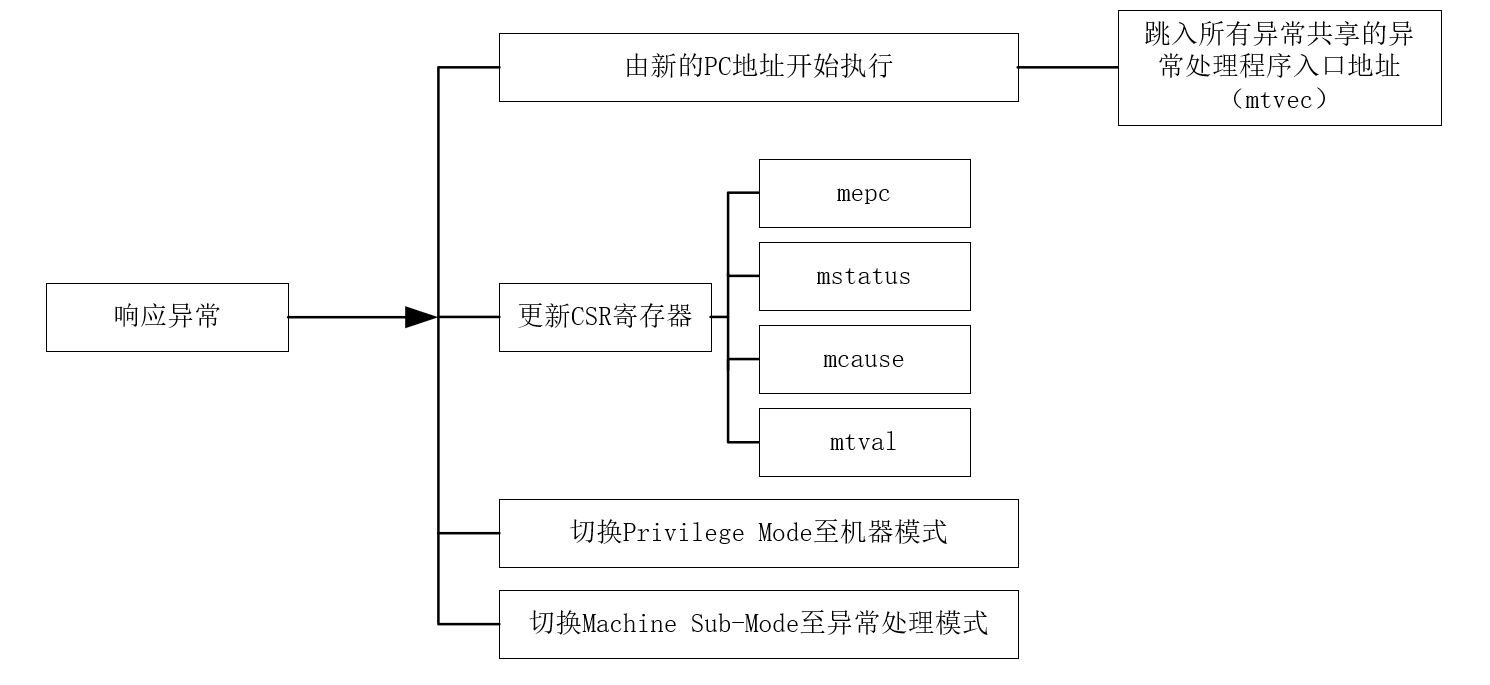 由新的PC地址开始执行
跳入所有异常共享的异
常处理程序入口地址
（mtvec）
mepc
mstatus
响应异常
更新CSR寄存器
mcause
mtval
切换Privilege Mode至机器模式
切换Machine Sub-Mode至异常处理模式